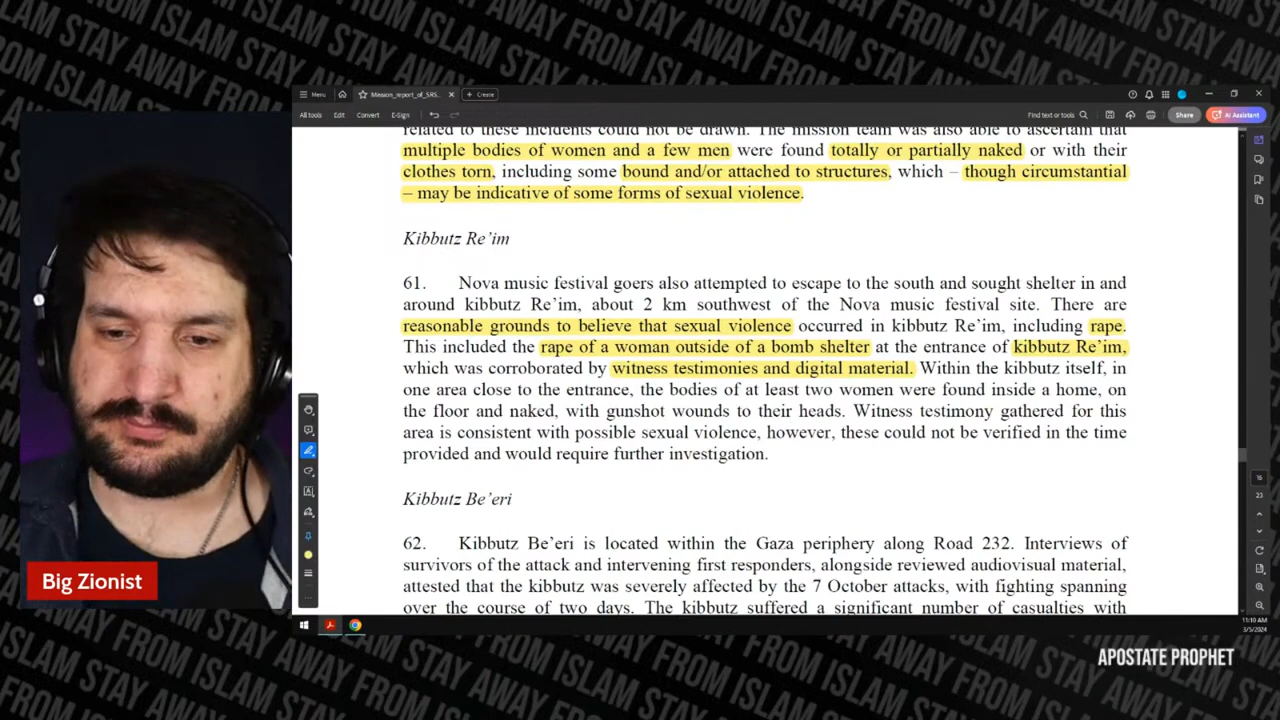 Menu
Mission_report_of_SRS...
Create
All tools Edit Convert E-Sign
Find text or tools
Share
AI Assistant
related to these incidents could not be drawn. The mission team was also able to ascertain that
multiple bodies of women and a few men were found totally or partially naked or with their
clothes torn, including some bound and/or attached to structures, which – though circumstantial
– may be indicative of some forms of sexual violence.
Kibbutz Re’im
61. Nova music festival goers also attempted to escape to the south and sought shelter in and
around kibbutz Re’im, about 2 km southwest of the Nova music festival site. There are
reasonable grounds to believe that sexual violence occurred in kibbutz Re’im, including rape.
This included the rape of a woman outside of a bomb shelter at the entrance of kibbutz Re’im,
which was corroborated by witness testimonies and digital material. Within the kibbutz itself, in
one area close to the entrance, the bodies of at least two women were found inside a home, on
the floor and naked, with gunshot wounds to their heads. Witness testimony gathered for this
area is consistent with possible sexual violence, however, these could not be verified in the time
provided and would require further investigation.
Kibbutz Be’eri
62. Kibbutz Be’eri is located within the Gaza periphery along Road 232. Interviews of
survivors of the attack and intervening first responders, alongside reviewed audiovisual material,
attested that the kibbutz was severely affected by the 7 October attacks, with fighting spanning
over the course of two days. The kibbutz suffered a significant number of casualties with
16
23
11:10 AM
3/5/2024
Big Zionist
APOSTATE PROPHET
STAY AWAY FROM ISLAM